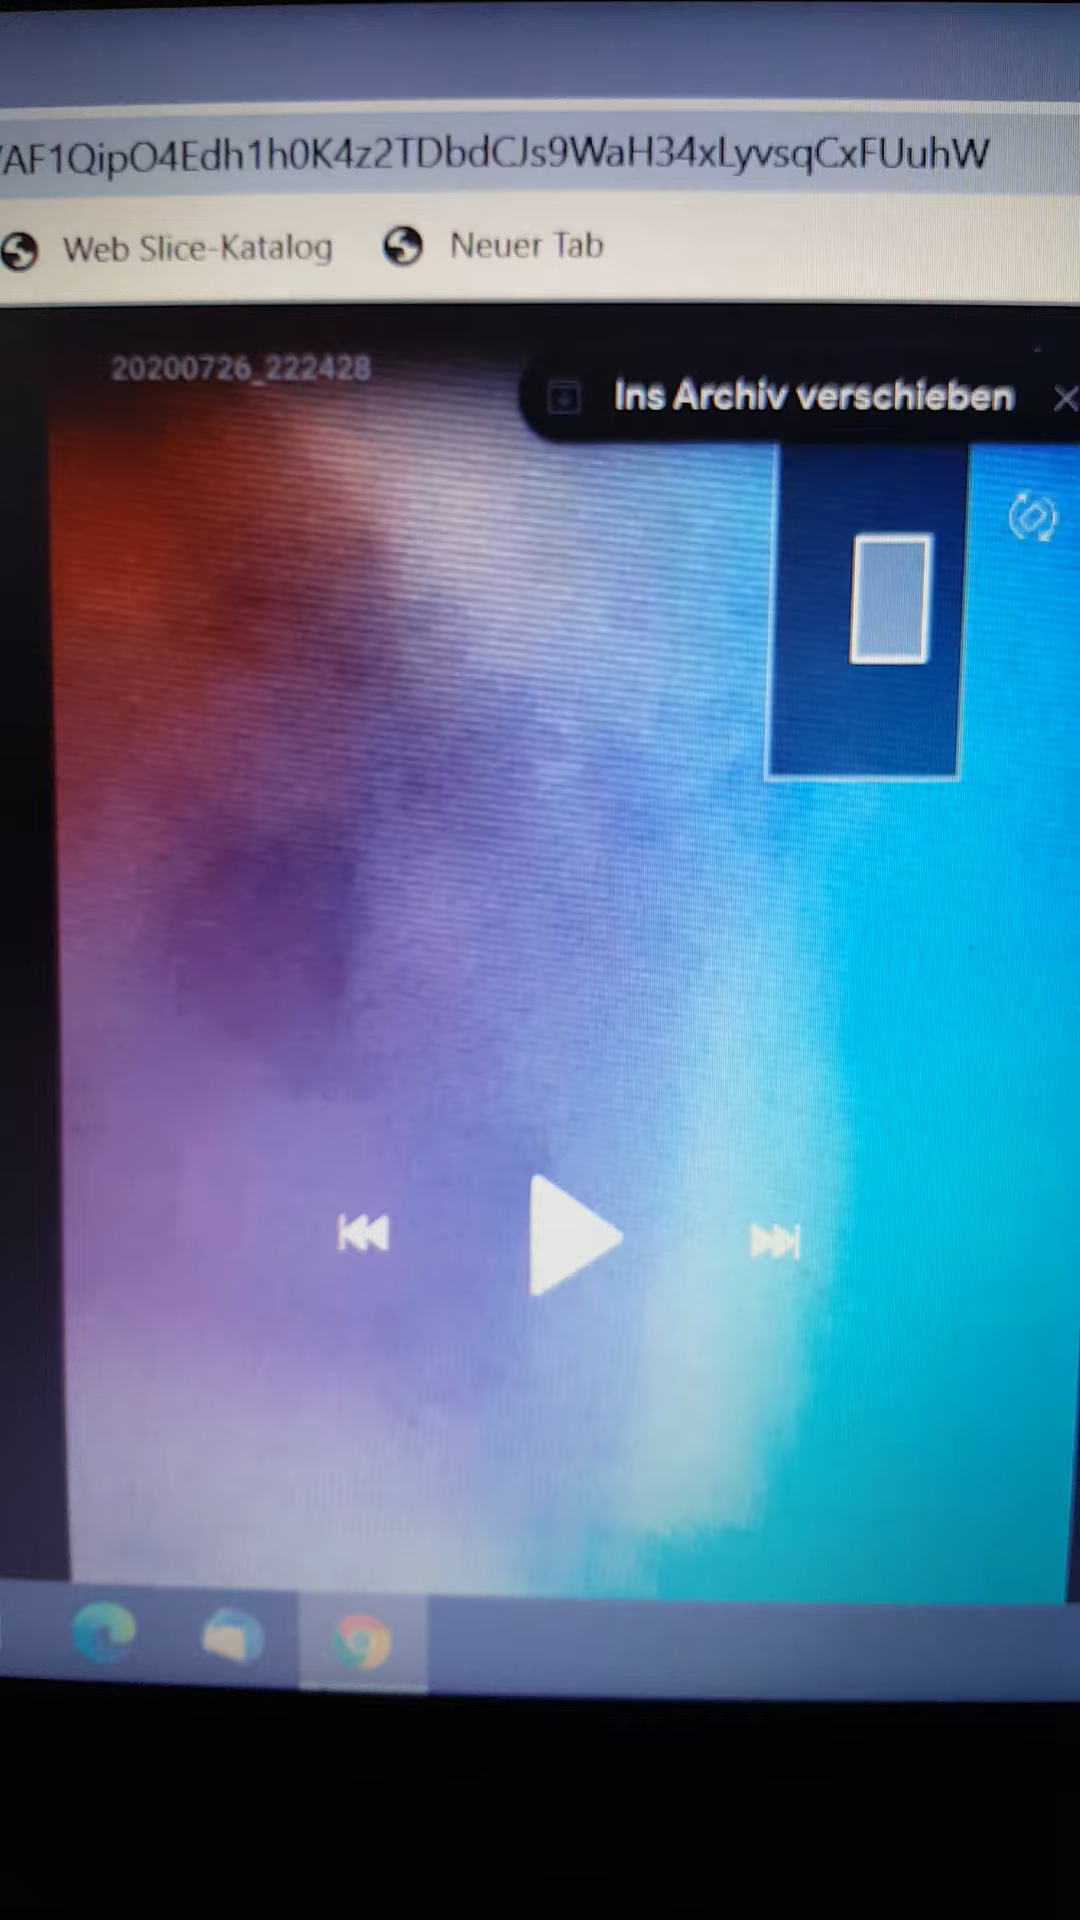 /AF1QipO4Edh1h0K4z2TDbdCJs9WaH34xLyvsqCxFUuhW
Web Slice-Katalog Neuer Tab
20200726_222428
Ins Archiv verschieben